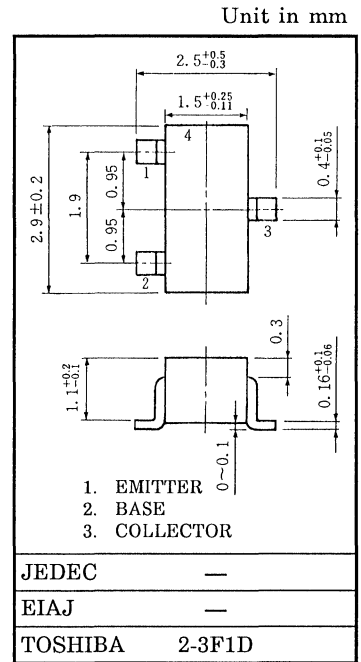 Unit in mm
2.5+0.5-0.3
1.5+0.25-0.11
4
1
2
3
2.9±0.2
1.9
0.95
0.95
0.4+0.1-0.05
0.3
1.1+0.2-0.1
0.16+0.1-0.06
0~0.1
1. EMITTER
2. BASE
3. COLLECTOR
JEDEC —
EIAJ —
TOSHIBA 2-3F1D